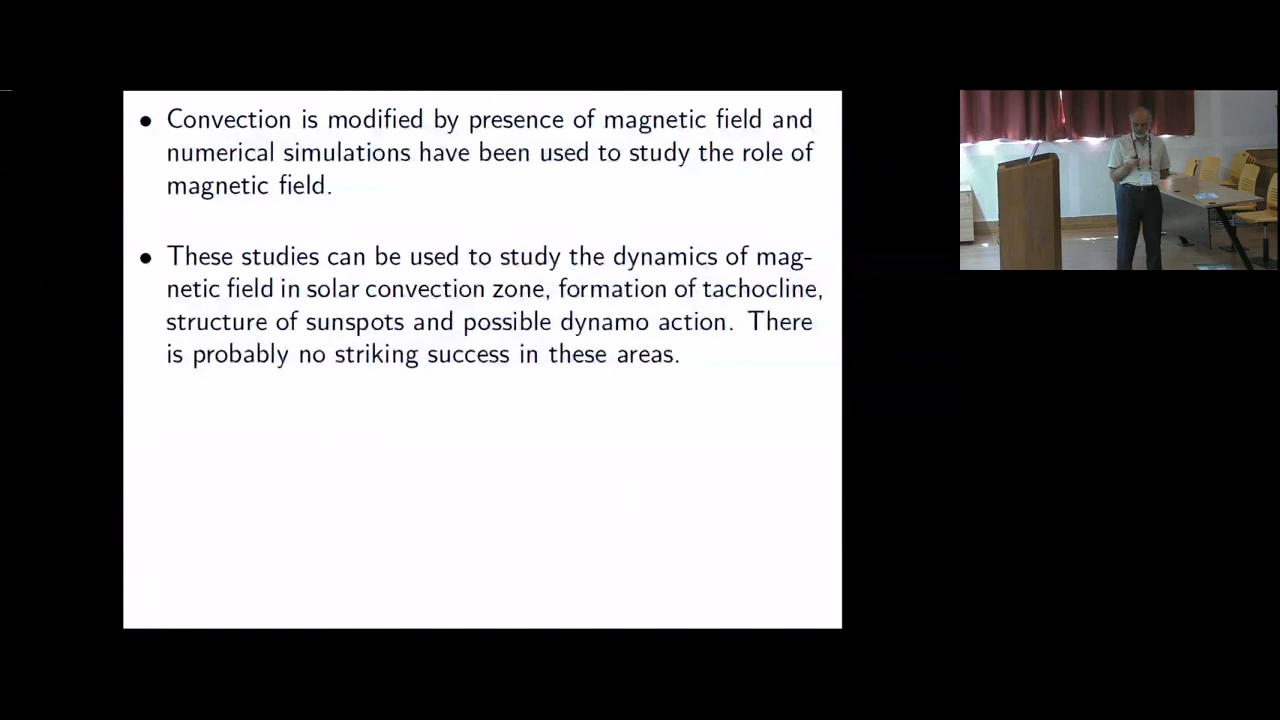 • Convection is modified by presence of magnetic field and
numerical simulations have been used to study the role of
magnetic field.
• These studies can be used to study the dynamics of mag-
netic field in solar convection zone, formation of tachocline,
structure of sunspots and possible dynamo action. There
is probably no striking success in these areas.